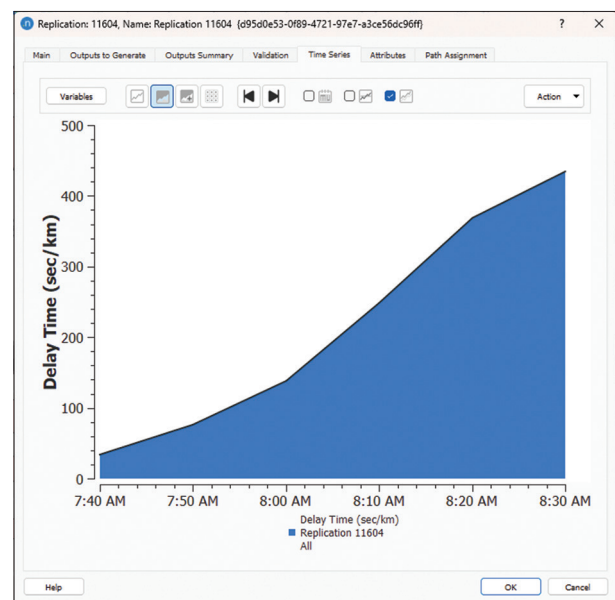 Replication: 11604, Name: Replication 11604 {d95d0e53-0f89-4721-97e7-a3ce56dc96ff}
? ×
Main Outputs to Generate Outputs Summary Validation Time Series Attributes Path Assignment
Variables Action
500
400
300
200
100
0
Delay Time (sec/km)
7:40 AM 7:50 AM 8:00 AM 8:10 AM 8:20 AM 8:30 AM
Delay Time (sec/km)
Replication 11604
All
Help OK Cancel